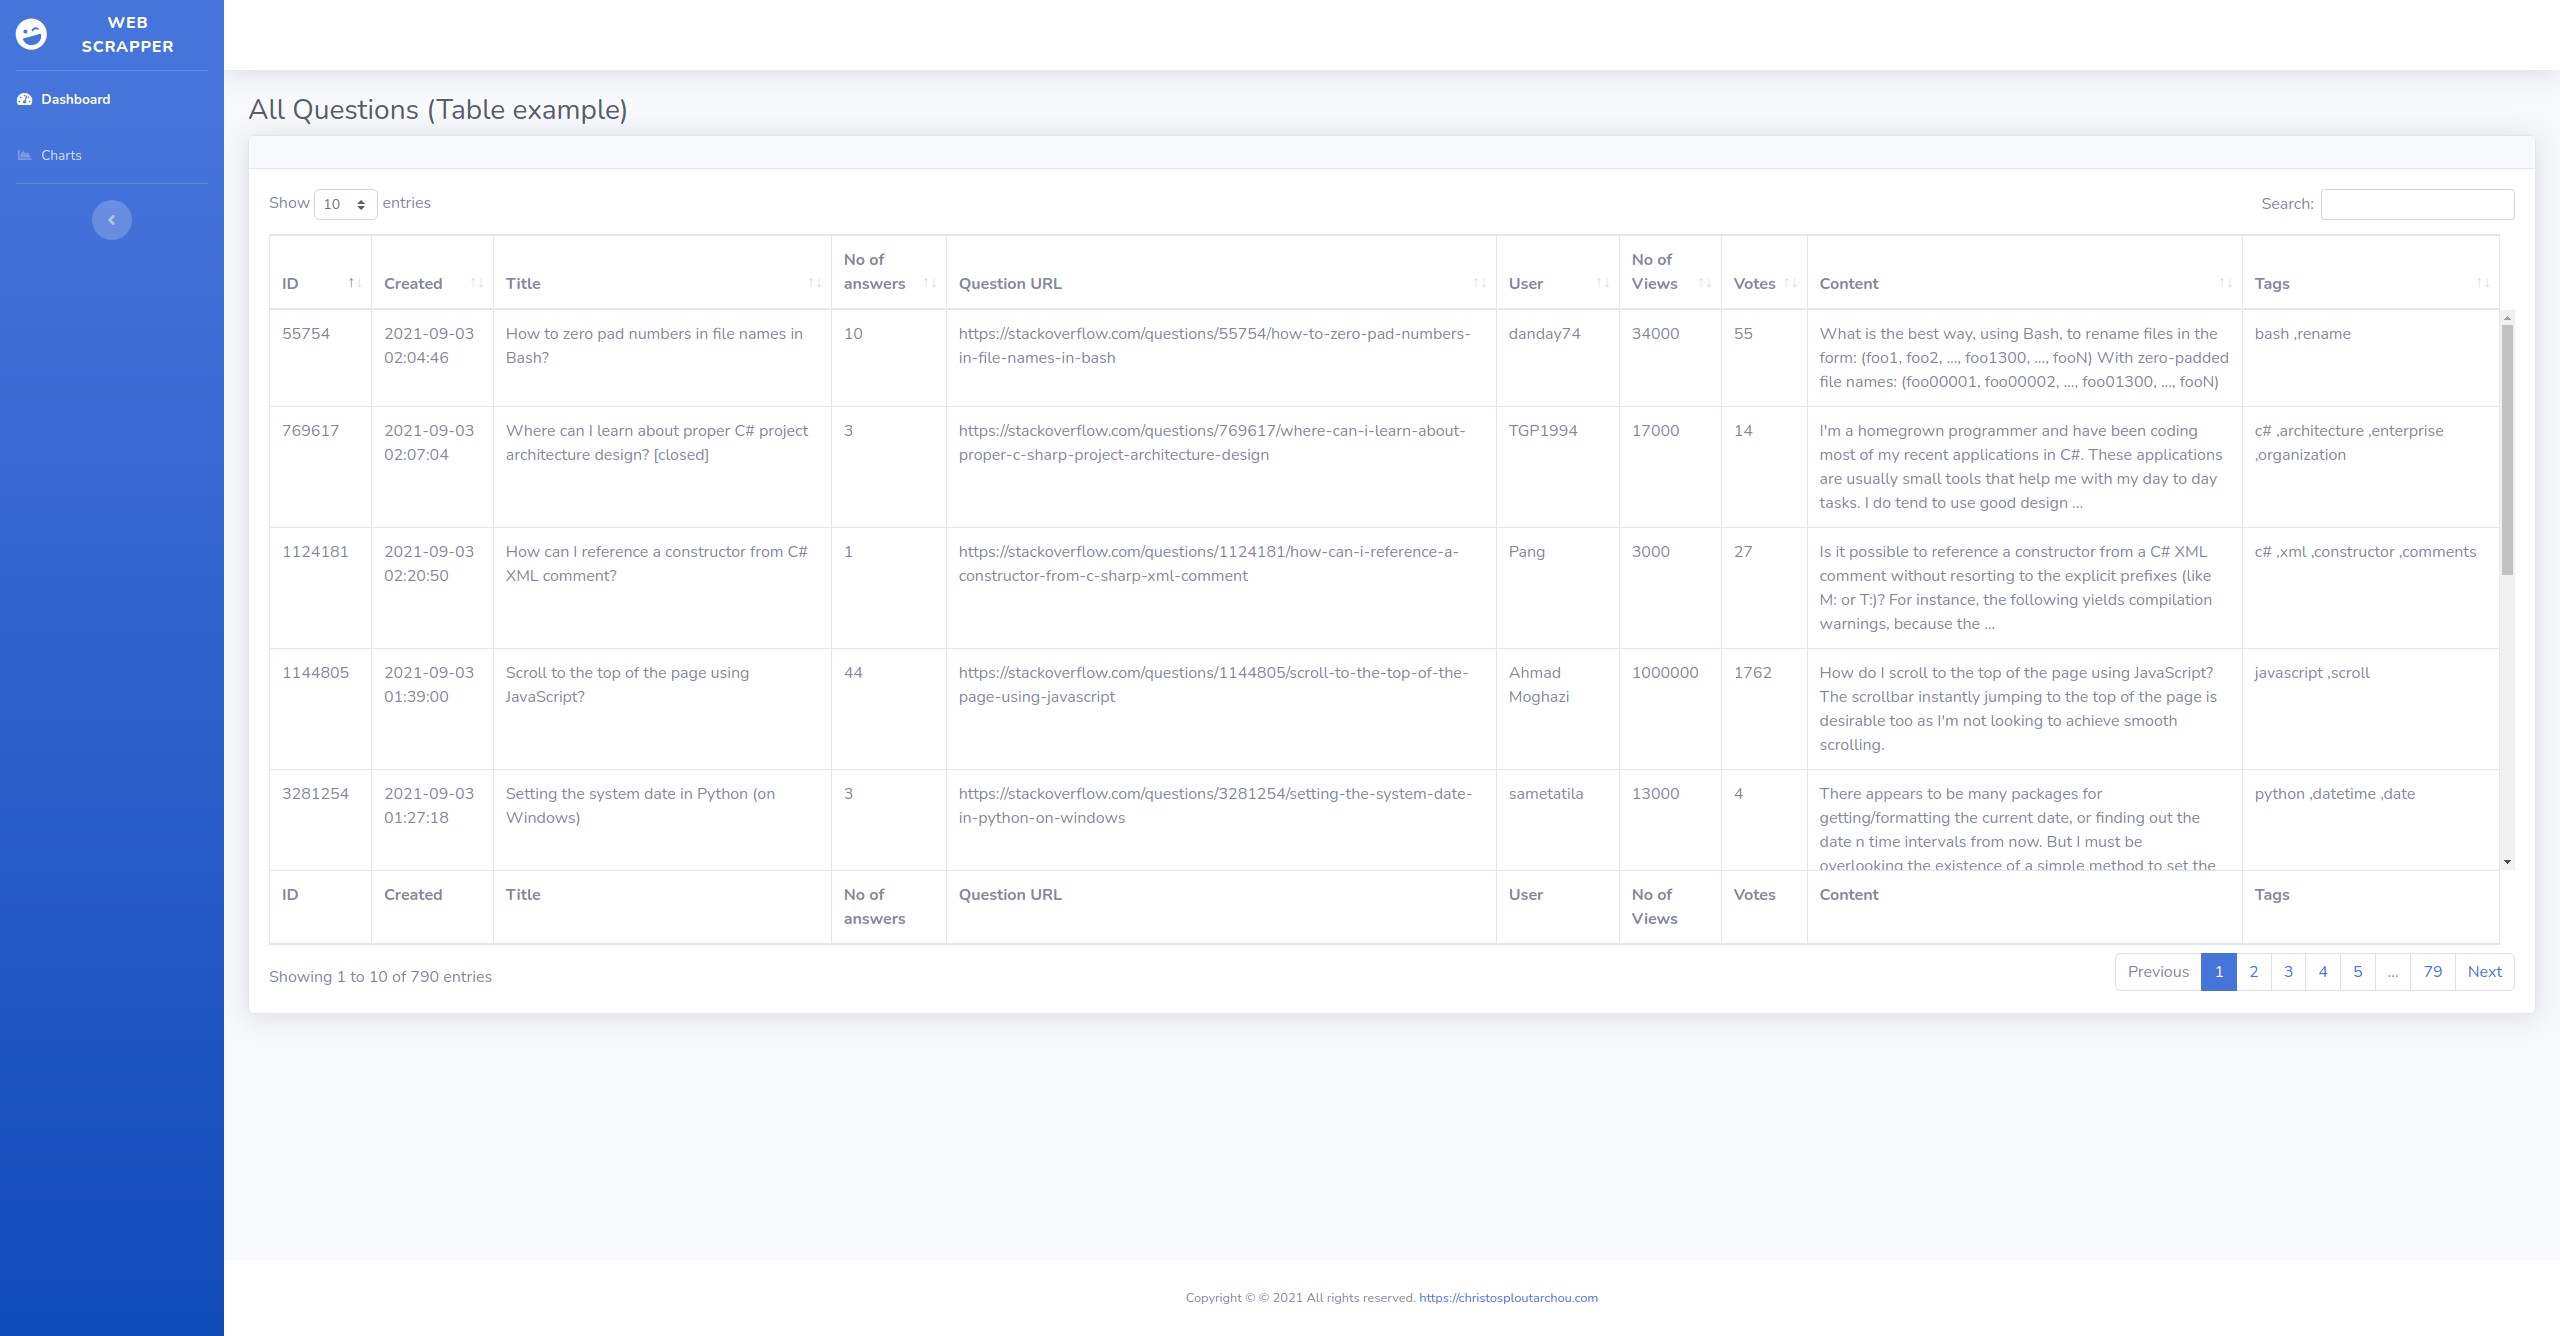 WEB
SCRAPPER
Dashboard
Charts
All Questions (Table example)
Show 10 entries
Search:
ID
Created
Title
No of
answers
Question URL
User
No of
Views
Votes
Content
Tags
55754
2021-09-03
02:04:46
How to zero pad numbers in file names in
Bash?
10
https://stackoverflow.com/questions/55754/how-to-zero-pad-numbers-
in-file-names-in-bash
danday74
34000
55
What is the best way, using Bash, to rename files in the
form: (foo1, foo2, ..., foo1300, ..., fooN) With zero-padded
file names: (foo00001, foo00002, ..., foo01300, ..., fooN)
bash ,rename
769617
2021-09-03
02:07:04
Where can I learn about proper C# project
architecture design? [closed]
3
https://stackoverflow.com/questions/769617/where-can-i-learn-about-
proper-c-sharp-project-architecture-design
TGP1994
17000
14
I'm a homegrown programmer and have been coding
most of my recent applications in C#. These applications
are usually small tools that help me with my day to day
tasks. I do tend to use good design ...
c# ,architecture ,enterprise
,organization
1124181
2021-09-03
02:20:50
How can I reference a constructor from C#
XML comment?
1
https://stackoverflow.com/questions/1124181/how-can-i-reference-a-
constructor-from-c-sharp-xml-comment
Pang
3000
27
Is it possible to reference a constructor from a C# XML
comment without resorting to the explicit prefixes (like
M: or T:)? For instance, the following yields compilation
warnings, because the ...
c# ,xml ,constructor ,comments
1144805
2021-09-03
01:39:00
Scroll to the top of the page using
JavaScript?
44
https://stackoverflow.com/questions/1144805/scroll-to-the-top-of-the-
page-using-javascript
Ahmad
Moghazi
1000000
1762
How do I scroll to the top of the page using JavaScript?
The scrollbar instantly jumping to the top of the page is
desirable too as I'm not looking to achieve smooth
scrolling.
javascript ,scroll
3281254
2021-09-03
01:27:18
Setting the system date in Python (on
Windows)
3
https://stackoverflow.com/questions/3281254/setting-the-system-date-
in-python-on-windows
sametatila
13000
4
There appears to be many packages for
getting/formatting the current date, or finding out the
date n time intervals from now. But I must be
overlooking the existence of a simple method to set the
python ,datetime ,date
ID
Created
Title
No of
answers
Question URL
User
No of
Views
Votes
Content
Tags
Showing 1 to 10 of 790 entries
Previous 1 2 3 4 5 ... 79 Next
Copyright © © 2021 All rights reserved. https://christosploutarchou.com